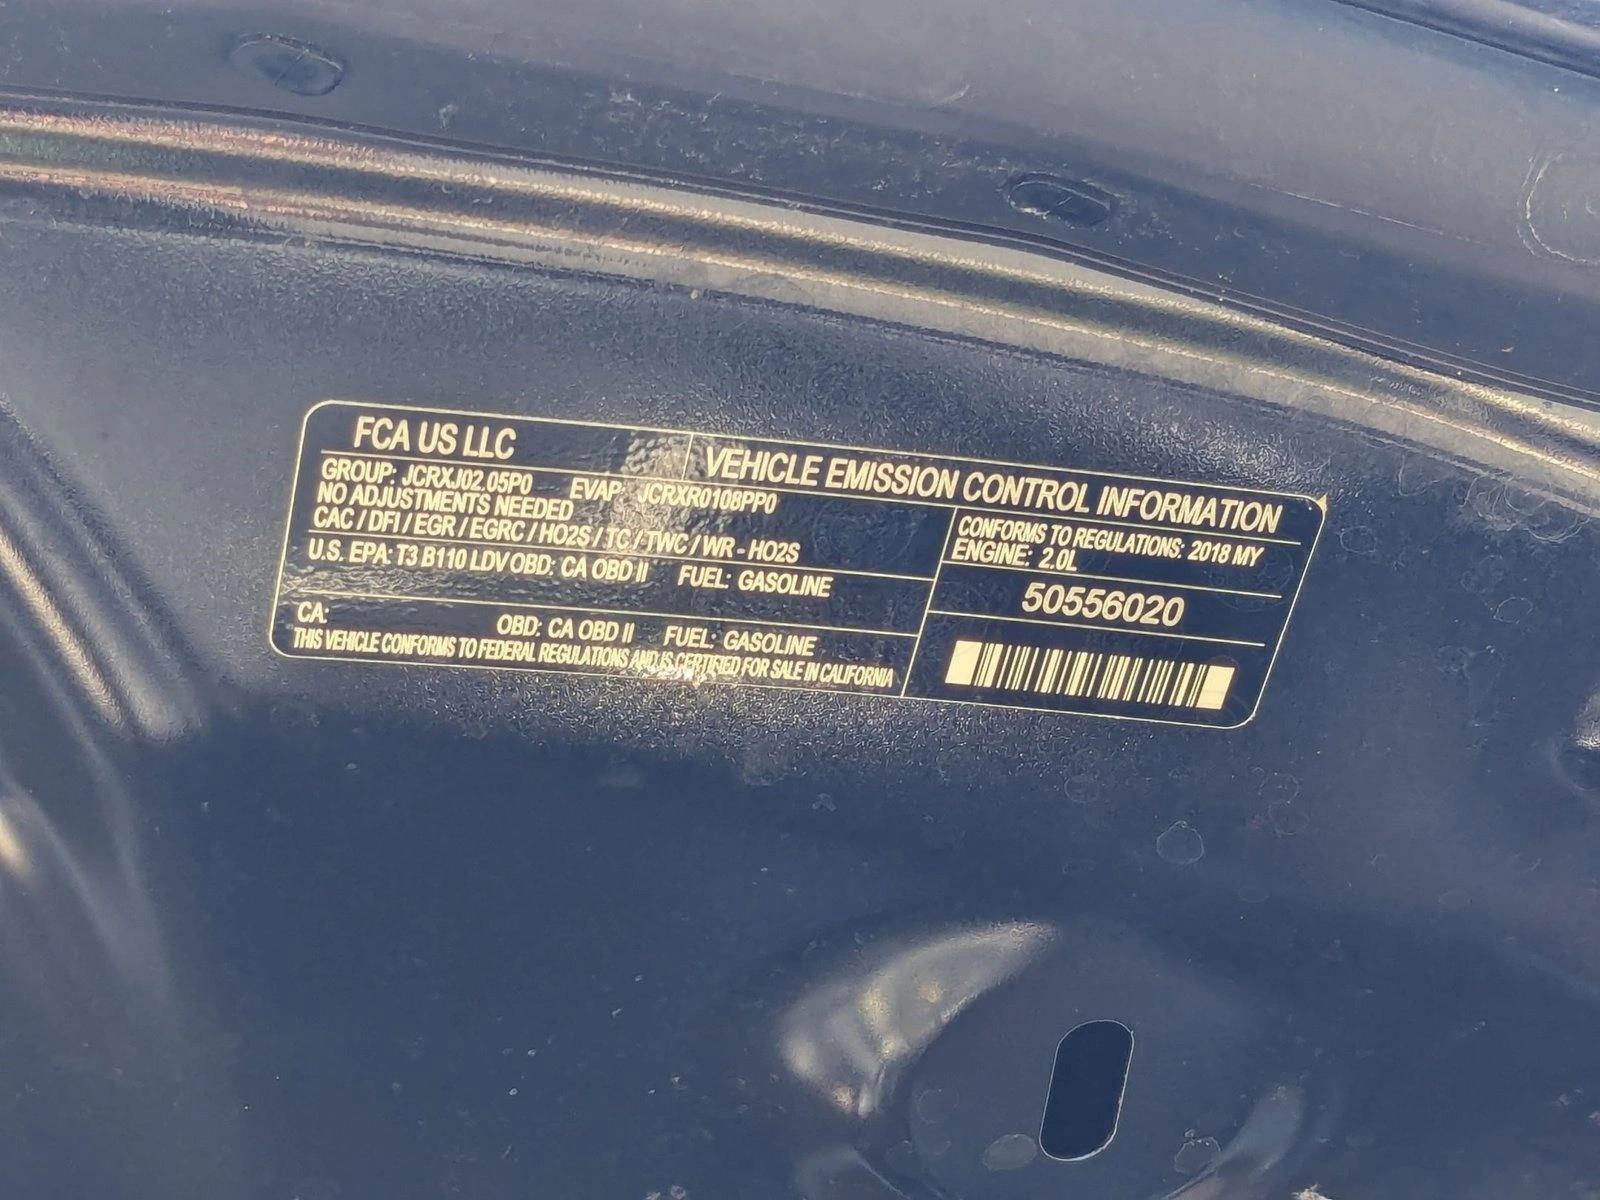 FCA US LLC
VEHICLE EMISSION CONTROL INFORMATION
GROUP: JCRXJ02.05P0 EVAP: JCRXR0108PP0
NO ADJUSTMENTS NEEDED
CAC / DFI / EGR / EGRC / HO2S / TC / TWC / WR - HO2S
U.S. EPA: T3 B110 LDV OBD: CA OBD II FUEL: GASOLINE
CA: OBD: CA OBD II FUEL: GASOLINE
THIS VEHICLE CONFORMS TO FEDERAL REGULATIONS AND IS CERTIFIED FOR SALE IN CALIFORNIA
CONFORMS TO REGULATIONS: 2018 MY
ENGINE: 2.0L
50556020